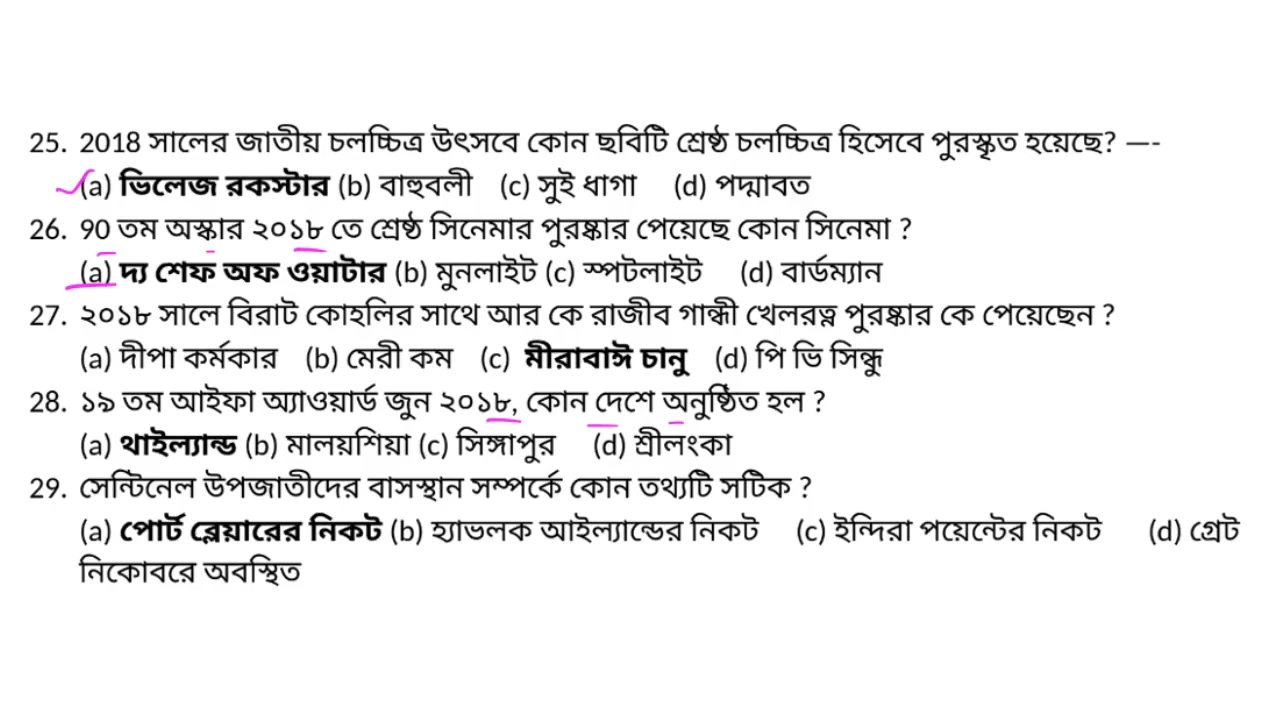 25. 2018 সালের জাতীয় চলচ্চিত্র উৎসবে কোন ছবিটি শ্রেষ্ঠ চলচ্চিত্র হিসেবে পুরস্কৃত হয়েছে? —-
(a) ভিলেজ রকস্টার (b) বাহুবলী (c) সুই ধাগা (d) পদ্মাবত
26. 90 তম অস্কার ২০১৮ তে শ্রেষ্ঠ সিনেমার পুরষ্কার পেয়েছে কোন সিনেমা ?
(a) দ্য শেফ অফ ওয়াটার (b) মুনলাইট (c) স্পটলাইট (d) বার্ডম্যান
27. ২০১৮ সালে বিরাট কোহলির সাথে আর কে রাজীব গান্ধী খেলরত্ন পুরষ্কার কে পেয়েছেন ?
(a) দীপা কর্মকার (b) মেরী কম (c) মীরাবাঈ চানু (d) পি ভি সিন্ধু
28. ১৯ তম আইফা অ্যাওয়ার্ড জুন ২০১৮, কোন দেশে অনুষ্ঠিত হল ?
(a) থাইল্যান্ড (b) মালয়শিয়া (c) সিঙ্গাপুর (d) শ্রীলংকা
29. সেন্টিনেল উপজাতীদের বাসস্থান সম্পর্কে কোন তথ্যটি সটিক ?
(a) পোর্ট ব্লেয়ারের নিকট (b) হ্যাভলক আইল্যান্ডের নিকট (c) ইন্দিরা পয়েন্টের নিকট (d) গ্রেট
নিকোবরে অবস্থিত